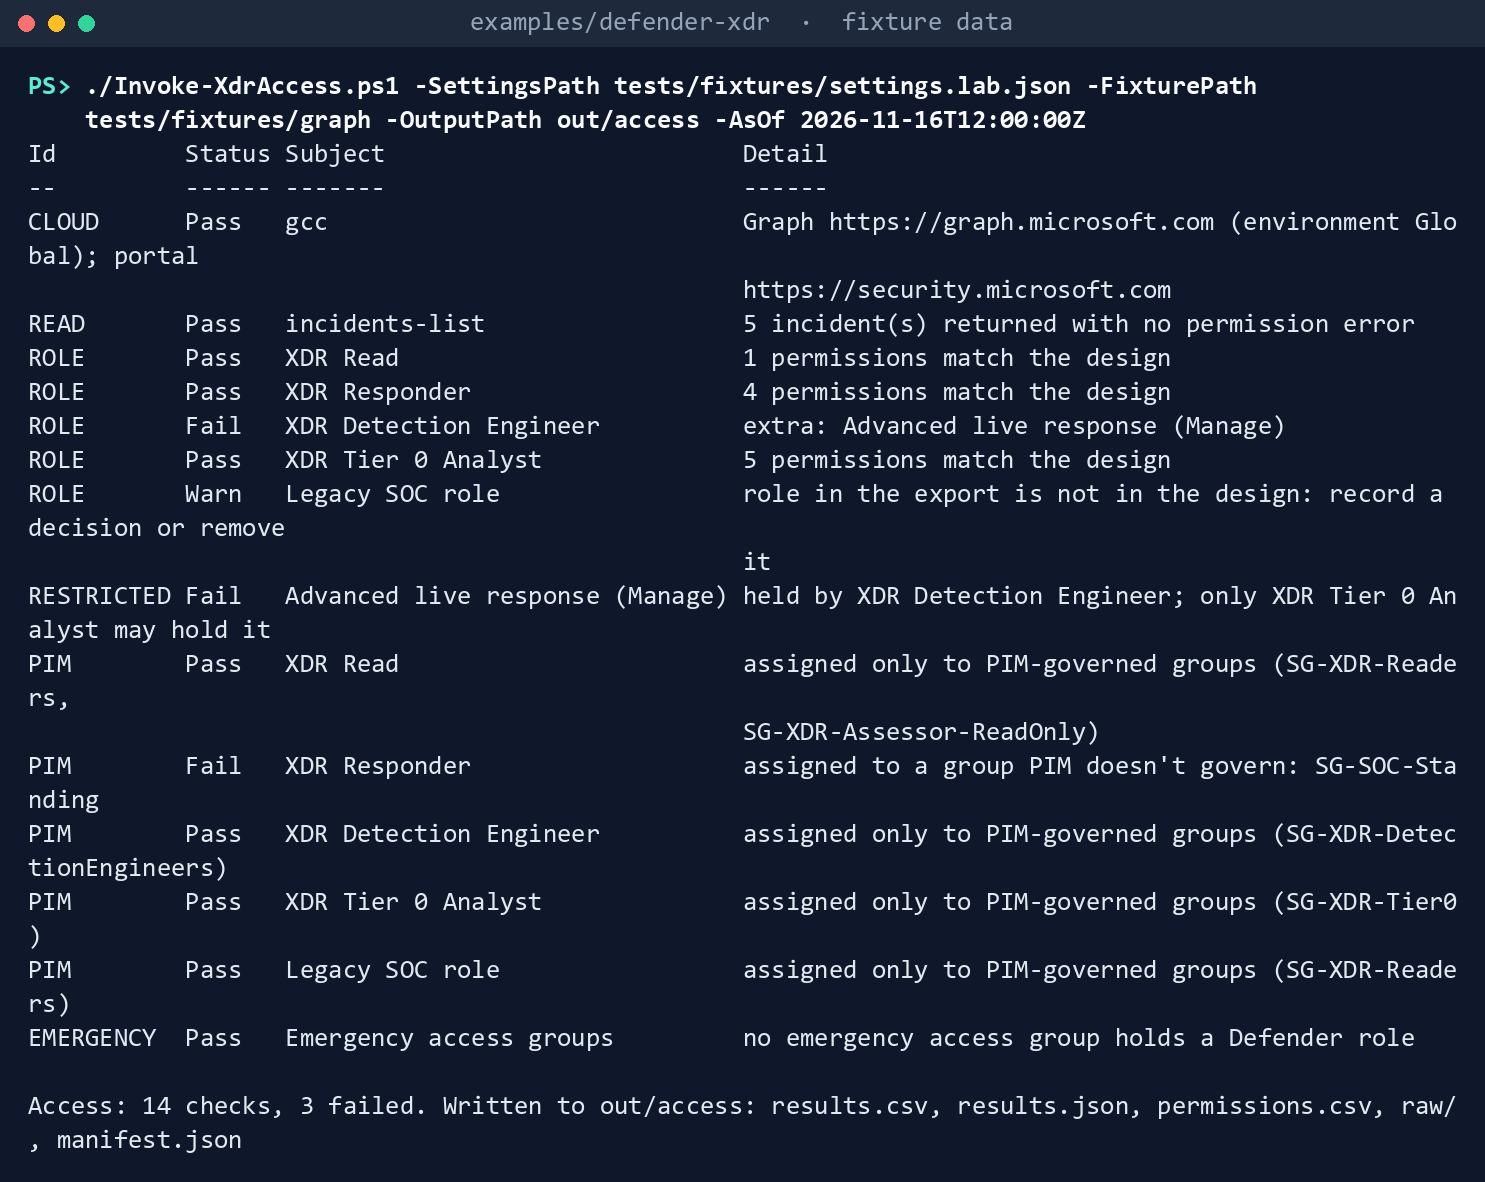 examples/defender-xdr · fixture data
PS> ./Invoke-XdrAccess.ps1 -SettingsPath tests/fixtures/settings.lab.json -FixturePath
tests/fixtures/graph -OutputPath out/access -AsOf 2026-11-16T12:00:00Z
Id         Status Subject                         Detail
--         ------ -------                         ------
CLOUD      Pass   gcc                             Graph https://graph.microsoft.com (environment Glo
bal); portal
                                                  https://security.microsoft.com
READ       Pass   incidents-list                  5 incident(s) returned with no permission error
ROLE       Pass   XDR Read                        1 permissions match the design
ROLE       Pass   XDR Responder                   4 permissions match the design
ROLE       Fail   XDR Detection Engineer          extra: Advanced live response (Manage)
ROLE       Pass   XDR Tier 0 Analyst              5 permissions match the design
ROLE       Warn   Legacy SOC role                 role in the export is not in the design: record a
decision or remove
                                                  it
RESTRICTED Fail   Advanced live response (Manage) held by XDR Detection Engineer; only XDR Tier 0 An
alyst may hold it
PIM        Pass   XDR Read                        assigned only to PIM-governed groups (SG-XDR-Reade
rs,
                                                  SG-XDR-Assessor-ReadOnly)
PIM        Fail   XDR Responder                   assigned to a group PIM doesn't govern: SG-SOC-Sta
nding
PIM        Pass   XDR Detection Engineer          assigned only to PIM-governed groups (SG-XDR-Detec
tionEngineers)
PIM        Pass   XDR Tier 0 Analyst              assigned only to PIM-governed groups (SG-XDR-Tier0
)
PIM        Pass   Legacy SOC role                 assigned only to PIM-governed groups (SG-XDR-Reade
rs)
EMERGENCY  Pass   Emergency access groups         no emergency access group holds a Defender role
Access: 14 checks, 3 failed. Written to out/access: results.csv, results.json, permissions.csv, raw/
, manifest.json